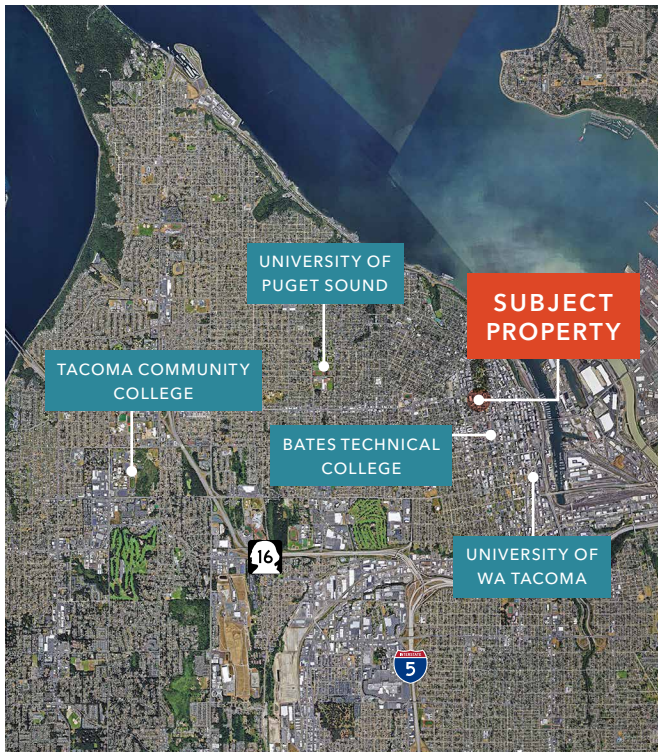 UNIVERSITY OF
PUGET SOUND
SUBJECT
PROPERTY
TACOMA COMMUNITY
COLLEGE
BATES TECHNICAL
COLLEGE
UNIVERSITY OF
WA TACOMA
16
INTERSTATE
5